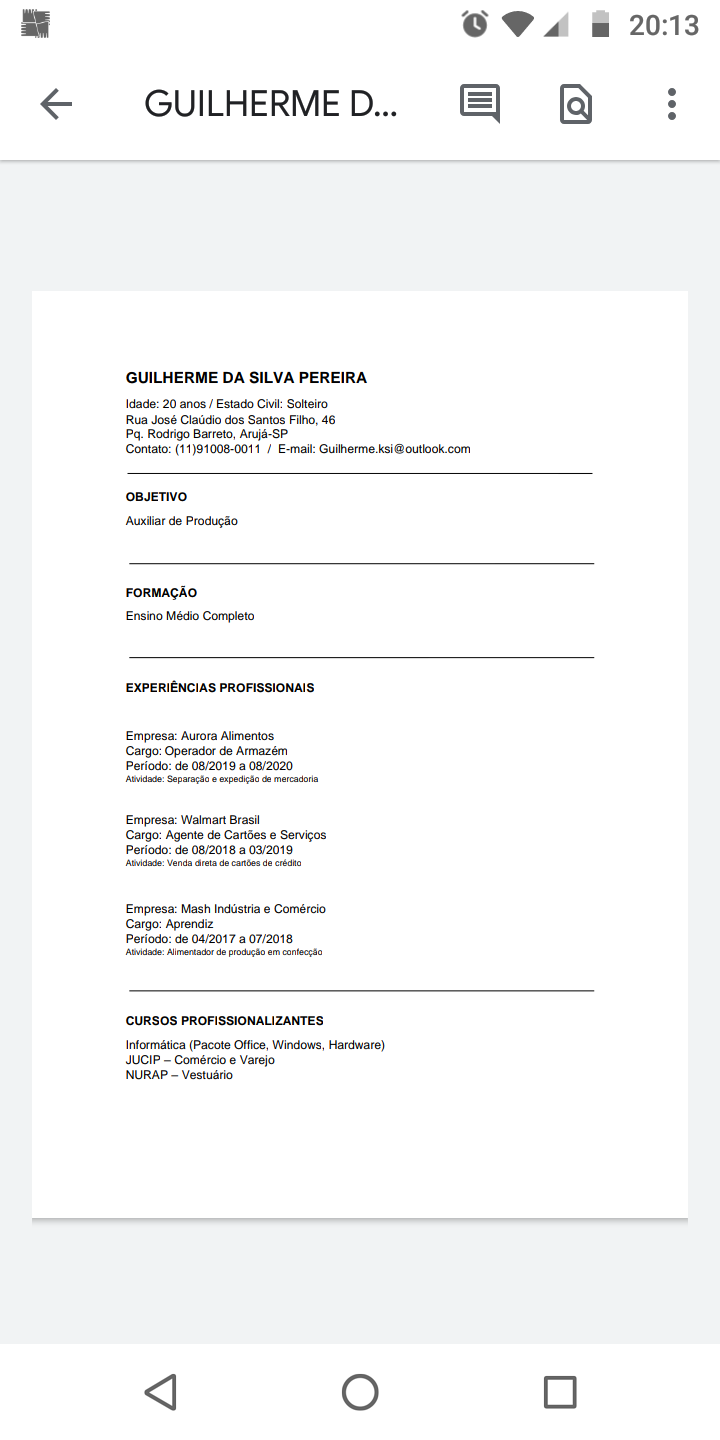 20:13
GUILHERME D...
GUILHERME DA SILVA PEREIRA
Idade: 20 anos / Estado Civil: Solteiro
Rua José Claúdio dos Santos Filho, 46
Pq. Rodrigo Barreto, Arujá-SP
Contato: (11)91008-0011 / E-mail: Guilherme.ksi@outlook.com
OBJETIVO
Auxiliar de Produção
FORMAÇÃO
Ensino Médio Completo
EXPERIÊNCIAS PROFISSIONAIS
Empresa: Aurora Alimentos
Cargo: Operador de Armazém
Período: de 08/2019 a 08/2020
Atividade: Separação e expedição de mercadoria
Empresa: Walmart Brasil
Cargo: Agente de Cartões e Serviços
Período: de 08/2018 a 03/2019
Atividade: Venda direta de cartões de crédito
Empresa: Mash Indústria e Comércio
Cargo: Aprendiz
Período: de 04/2017 a 07/2018
Atividade: Alimentador de produção em confecção
CURSOS PROFISSIONALIZANTES
Informática (Pacote Office, Windows, Hardware)
JUCIP – Comércio e Varejo
NURAP – Vestuário